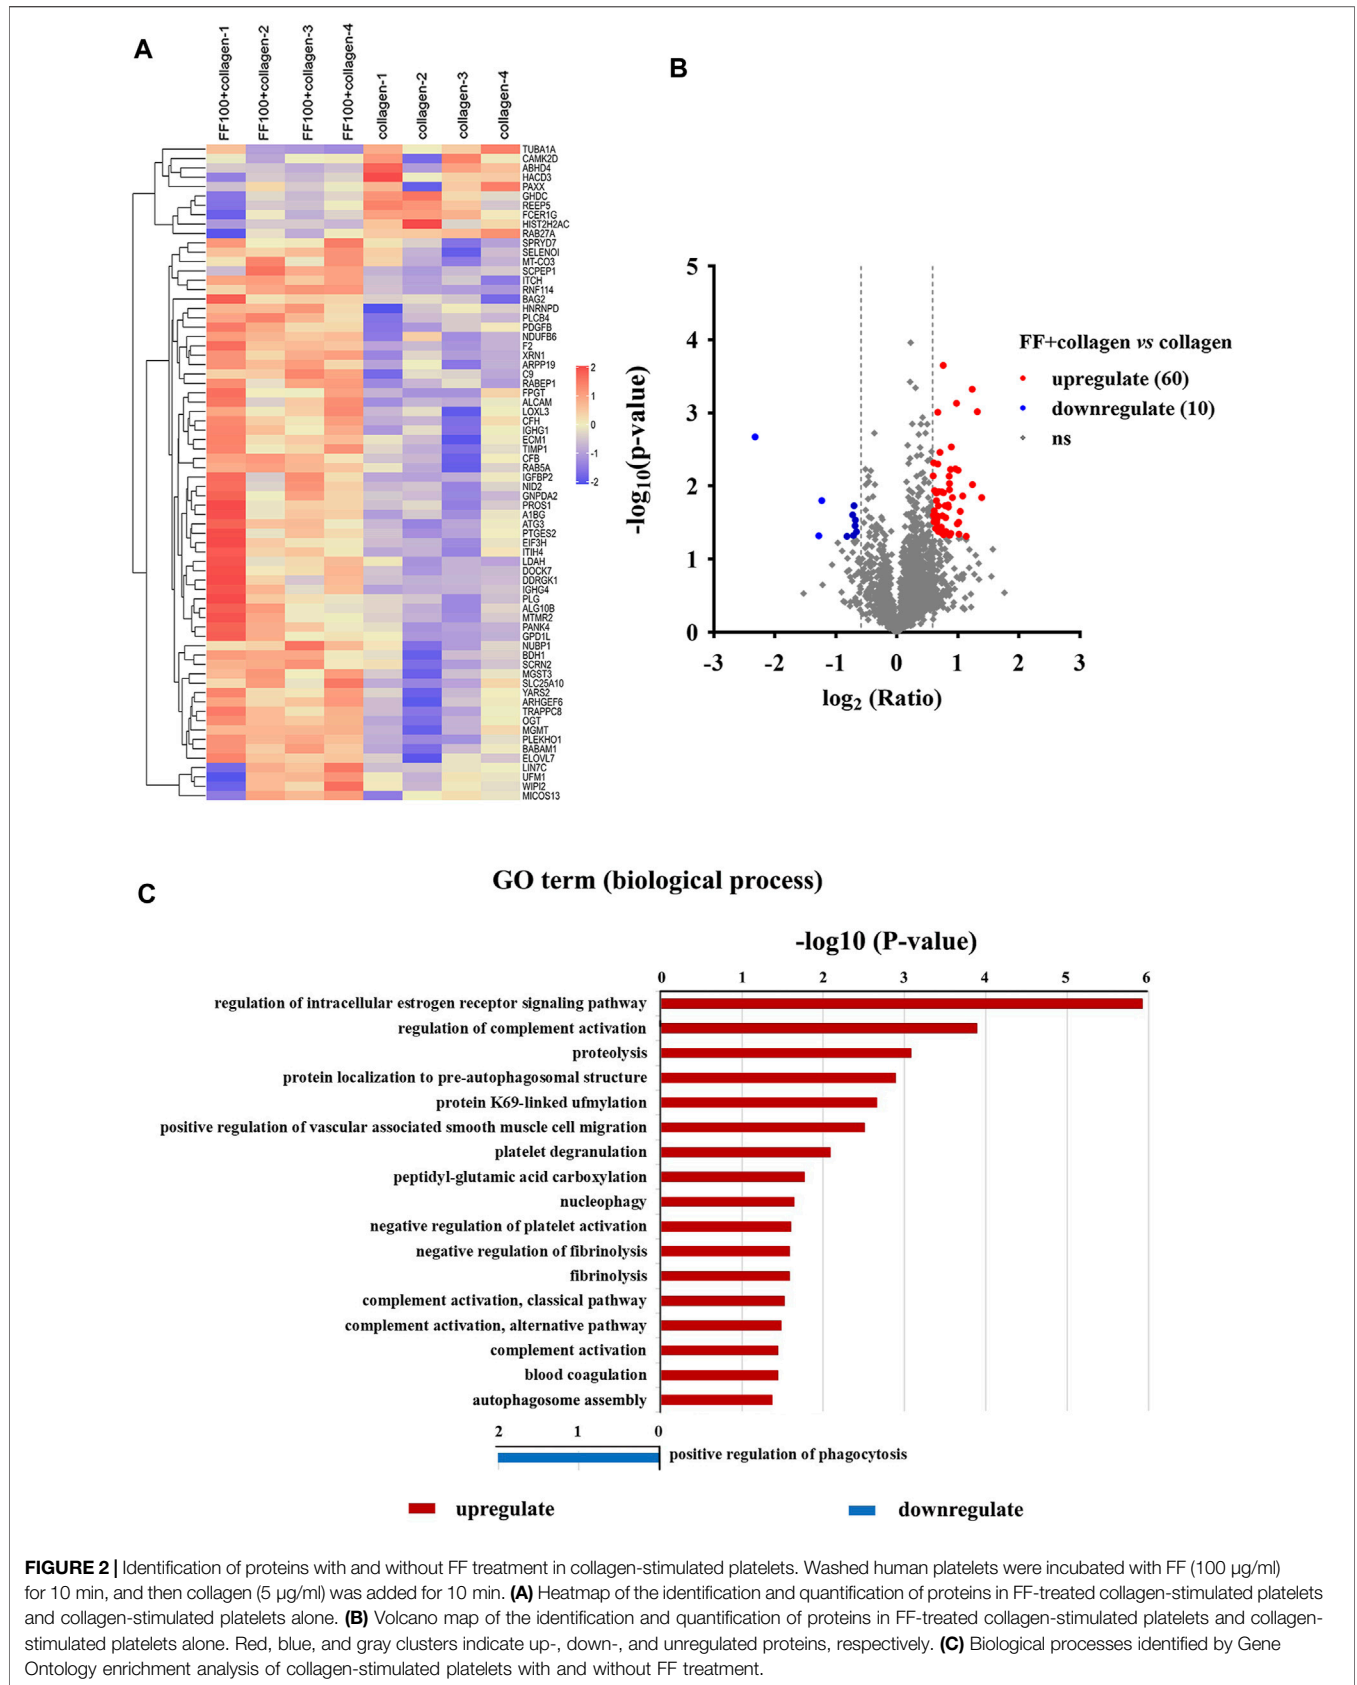 A
FF100+collagen-1
FF100+collagen-2
FF100+collagen-3
FF100+collagen-4
collagen-1
collagen-2
collagen-3
collagen-4
TUBA1A
CAMK2D
ABHD4
HACD3
PAXX
GHDC
REEP5
FCER1G
HIST2H2AC
RAB27A
SPRYD7
SELENOI
MT-CO3
SCPEP1
ITCH
RNF114
BAG2
HNRNPD
PLCB4
PDGFB
NDUFB6
F2
XRN1
ARPP19
C9
RABEP1
FPGT
ALCAM
LOXL3
CFH
IGHG1
ECM1
TIMP1
CFB
RAB5A
IGFBP2
NID2
GNPDA2
PROS1
A1BG
ATG3
PTGES2
EIF3H
ITIH4
LDAH
DOCK7
DDRGK1
IGHG4
PLG
ALG10B
MTMR2
PANK4
GPD1L
NUBP1
BDH1
SCRN2
MGST3
SLC25A10
YARS2
ARHGEF6
TRAPPC8
OGT
MGMT
PLEKHO1
BABAM1
ELOVL7
LIN7C
UFM1
WIPI2
MICOS13
2
1
0
-1
-2
B
-log10(p-value)
5
4
3
2
1
0
-3 -2 -1 0 1 2 3
log2 (Ratio)
FF+collagen vs collagen
upregulate (60)
downregulate (10)
ns
C
GO term (biological process)
-log10 (P-value)
0 1 2 3 4 5 6
regulation of intracellular estrogen receptor signaling pathway
regulation of complement activation
proteolysis
protein localization to pre-autophagosomal structure
protein K69-linked ufmylation
positive regulation of vascular associated smooth muscle cell migration
platelet degranulation
peptidyl-glutamic acid carboxylation
nucleophagy
negative regulation of platelet activation
negative regulation of fibrinolysis
fibrinolysis
complement activation, classical pathway
complement activation, alternative pathway
complement activation
blood coagulation
autophagosome assembly
2 1 0
positive regulation of phagocytosis
upregulate
downregulate
FIGURE 2 | Identification of proteins with and without FF treatment in collagen-stimulated platelets. Washed human platelets were incubated with FF (100 µg/ml)
for 10 min, and then collagen (5 µg/ml) was added for 10 min. (A) Heatmap of the identification and quantification of proteins in FF-treated collagen-stimulated platelets
and collagen-stimulated platelets alone. (B) Volcano map of the identification and quantification of proteins in FF-treated collagen-stimulated platelets and collagen-
stimulated platelets alone. Red, blue, and gray clusters indicate up-, down-, and unregulated proteins, respectively. (C) Biological processes identified by Gene
Ontology enrichment analysis of collagen-stimulated platelets with and without FF treatment.